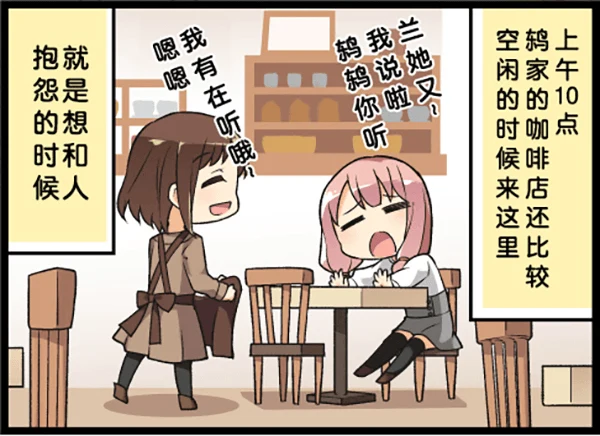 上午10点
鸫家的咖啡店还比较
空闲的时候来这里
鸫鸫你听
我说啦
兰她又~
嗯嗯
我有在听哦~
就是想和人
抱怨的时候